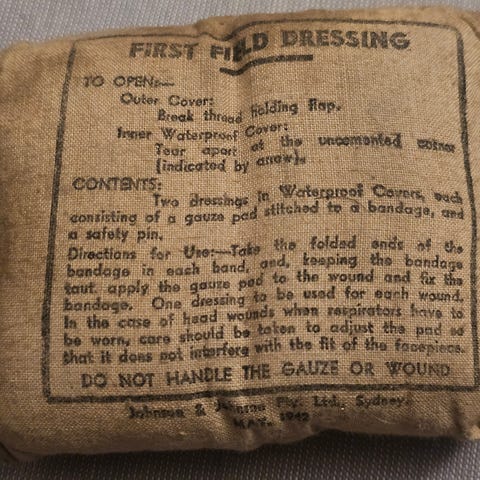 FIRST FIELD DRESSING
TO OPEN:—
Outer Cover:
Break thread holding flap.
Inner Waterproof Cover:
Tear apart at the uncemented corner
(indicated by arrow).
CONTENTS:
Two dressings in Waterproof Covers, each
consisting of a gauze pad stitched to a bandage, and
a safety pin.
Directions for Use:—Take the folded ends of the
bandage in each hand, and, keeping the bandage
taut, apply the gauze pad to the wound and fix the
bandage. One dressing to be used for each wound.
In the case of head wounds when respirators have to
be worn, care should be taken to adjust the pad so
that it does not interfere with the fit of the facepiece.
DO NOT HANDLE THE GAUZE OR WOUND
Johnson & Johnson Pty. Ltd., Sydney.
MAY, 1942